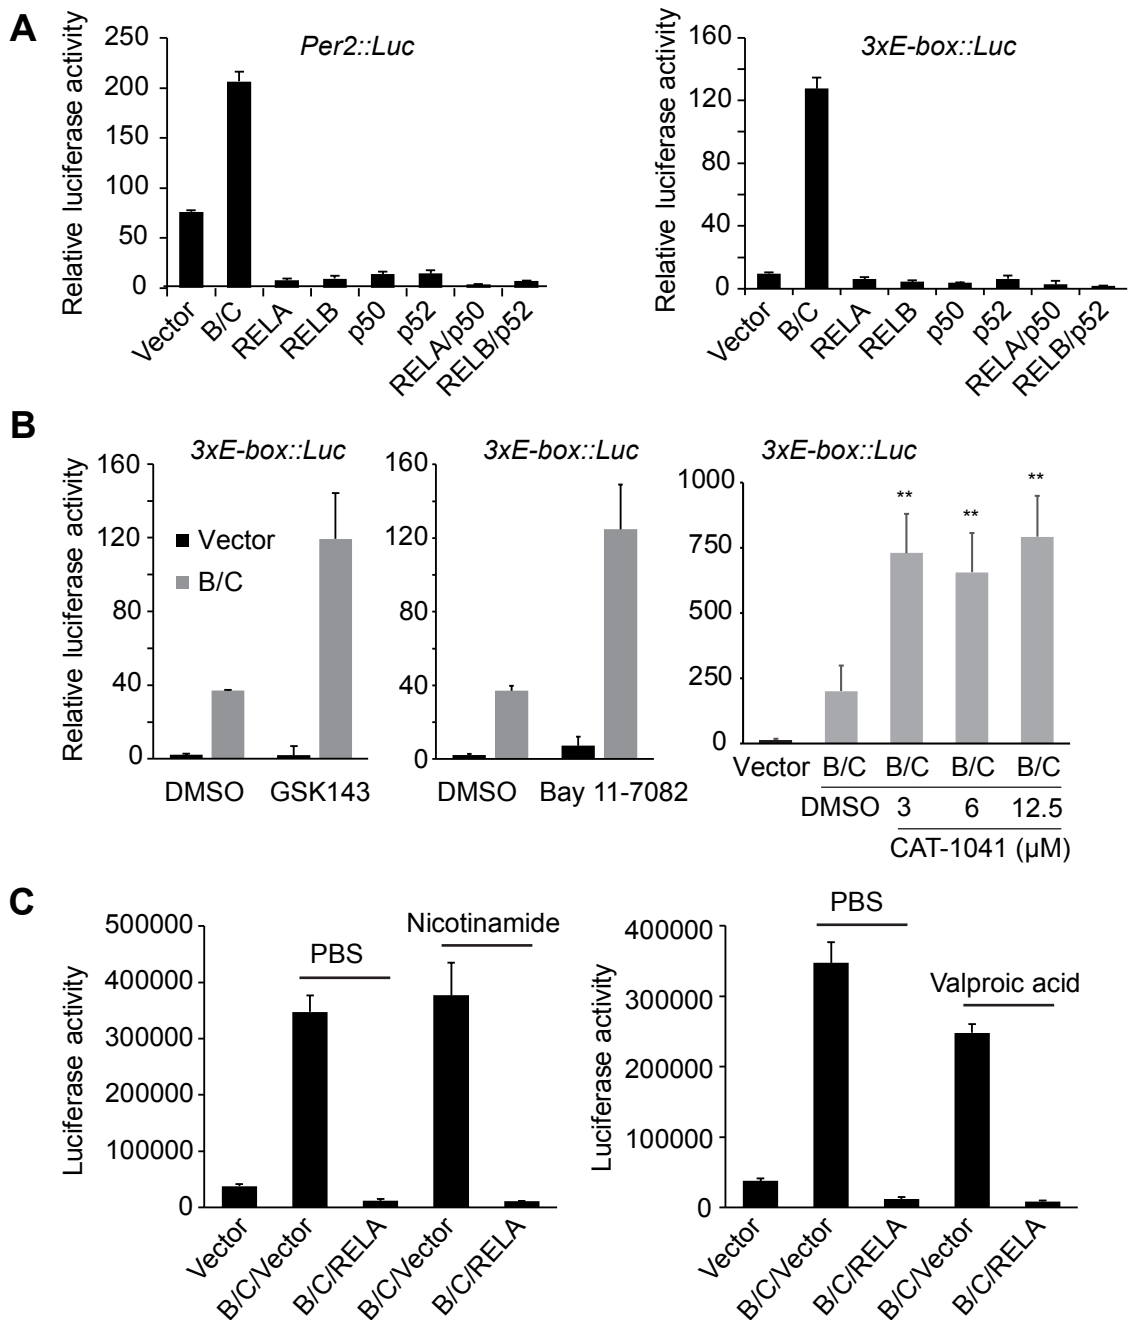 A
Per2::Luc
Relative luciferase activity
250
200
150
100
50
0
Vector
B/C
RELA
RELB
p50
p52
RELA/p50
RELB/p52
3xE-box::Luc
Relative luciferase activity
160
120
80
40
0
Vector
B/C
RELA
RELB
p50
p52
RELA/p50
RELB/p52
B
3xE-box::Luc
Relative luciferase activity
160
120
80
40
0
Vector
B/C
DMSO GSK143
3xE-box::Luc
160
120
80
40
0
DMSO Bay 11-7082
3xE-box::Luc
1000
750
500
250
0
** ** **
Vector B/C B/C B/C B/C
DMSO 3 6 12.5
CAT-1041 (µM)
C
Luciferase activity
500000
400000
300000
200000
100000
0
PBS
Nicotinamide
Vector
B/C/Vector
B/C/RELA
B/C/Vector
B/C/RELA
Luciferase activity
400000
300000
200000
100000
0
PBS
Valproic acid
Vector
B/C/Vector
B/C/RELA
B/C/Vector
B/C/RELA